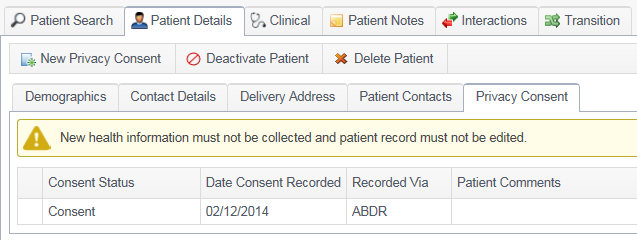 Patient Search Patient Details Clinical Patient Notes Interactions Transition
New Privacy Consent Deactivate Patient Delete Patient
Demographics Contact Details Delivery Address Patient Contacts Privacy Consent
New health information must not be collected and patient record must not be edited.
Consent Status Date Consent Recorded Recorded Via Patient Comments
Consent 02/12/2014 ABDR